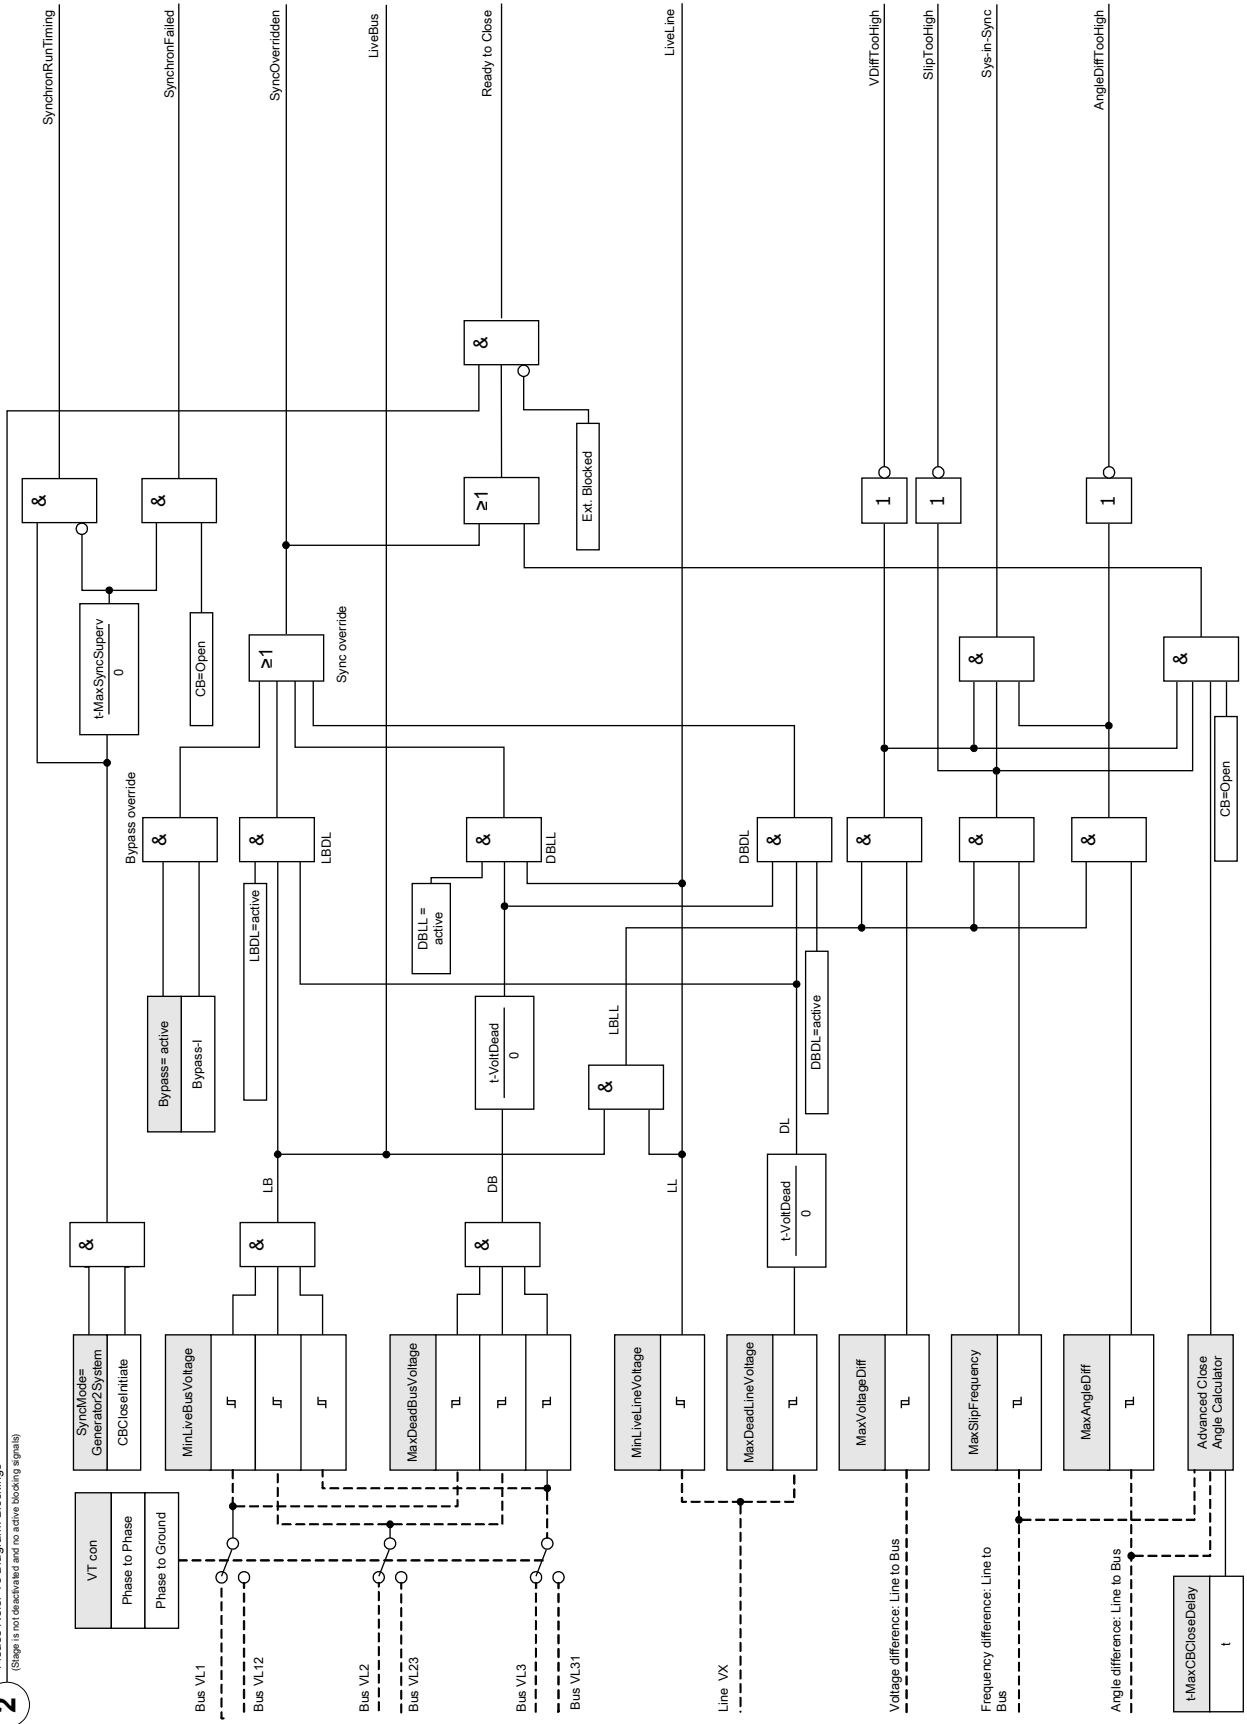 2
(Stage is not deactivated and no active blocking signals)
VT con
Phase to Phase
Phase to Ground
Bus VL1
Bus VL12
Bus VL2
Bus VL23
Bus VL3
Bus VL31
Line VX
Voltage difference: Line to Bus
Frequency difference: Line to
Bus
Angle difference: Line to Bus
t-MaxCBCloseDelay
t
SyncMode=
Generator2System
CBCloseInitiate
MinLiveBusVoltage
MaxDeadBusVoltage
MinLiveLineVoltage
MaxDeadLineVoltage
MaxVoltageDiff
MaxSlipFrequency
MaxAngleDiff
Advanced Close
Angle Calculator
&
&
&
LB
DB
LL
t-VoltDead
0
DL
Bypass= active
Bypass-I
LBDL=active
t-VoltDead
0
&
LBLL
DBLL =
active
DBDL=active
Bypass override
&
&
LBDL
&
DBLL
&
DBDL
&
&
&
CB=Open
t-MaxSyncSuperv
0
CB=Open
≥1
Sync override
&
&
&
&
≥1
Ext. Blocked
1
1
1
&
SynchronRunTiming
SynchronFailed
SyncOverridden
LiveBus
Ready to Close
LiveLine
VDiffTooHigh
SlipTooHigh
Sys-in-Sync
AngleDiffTooHigh